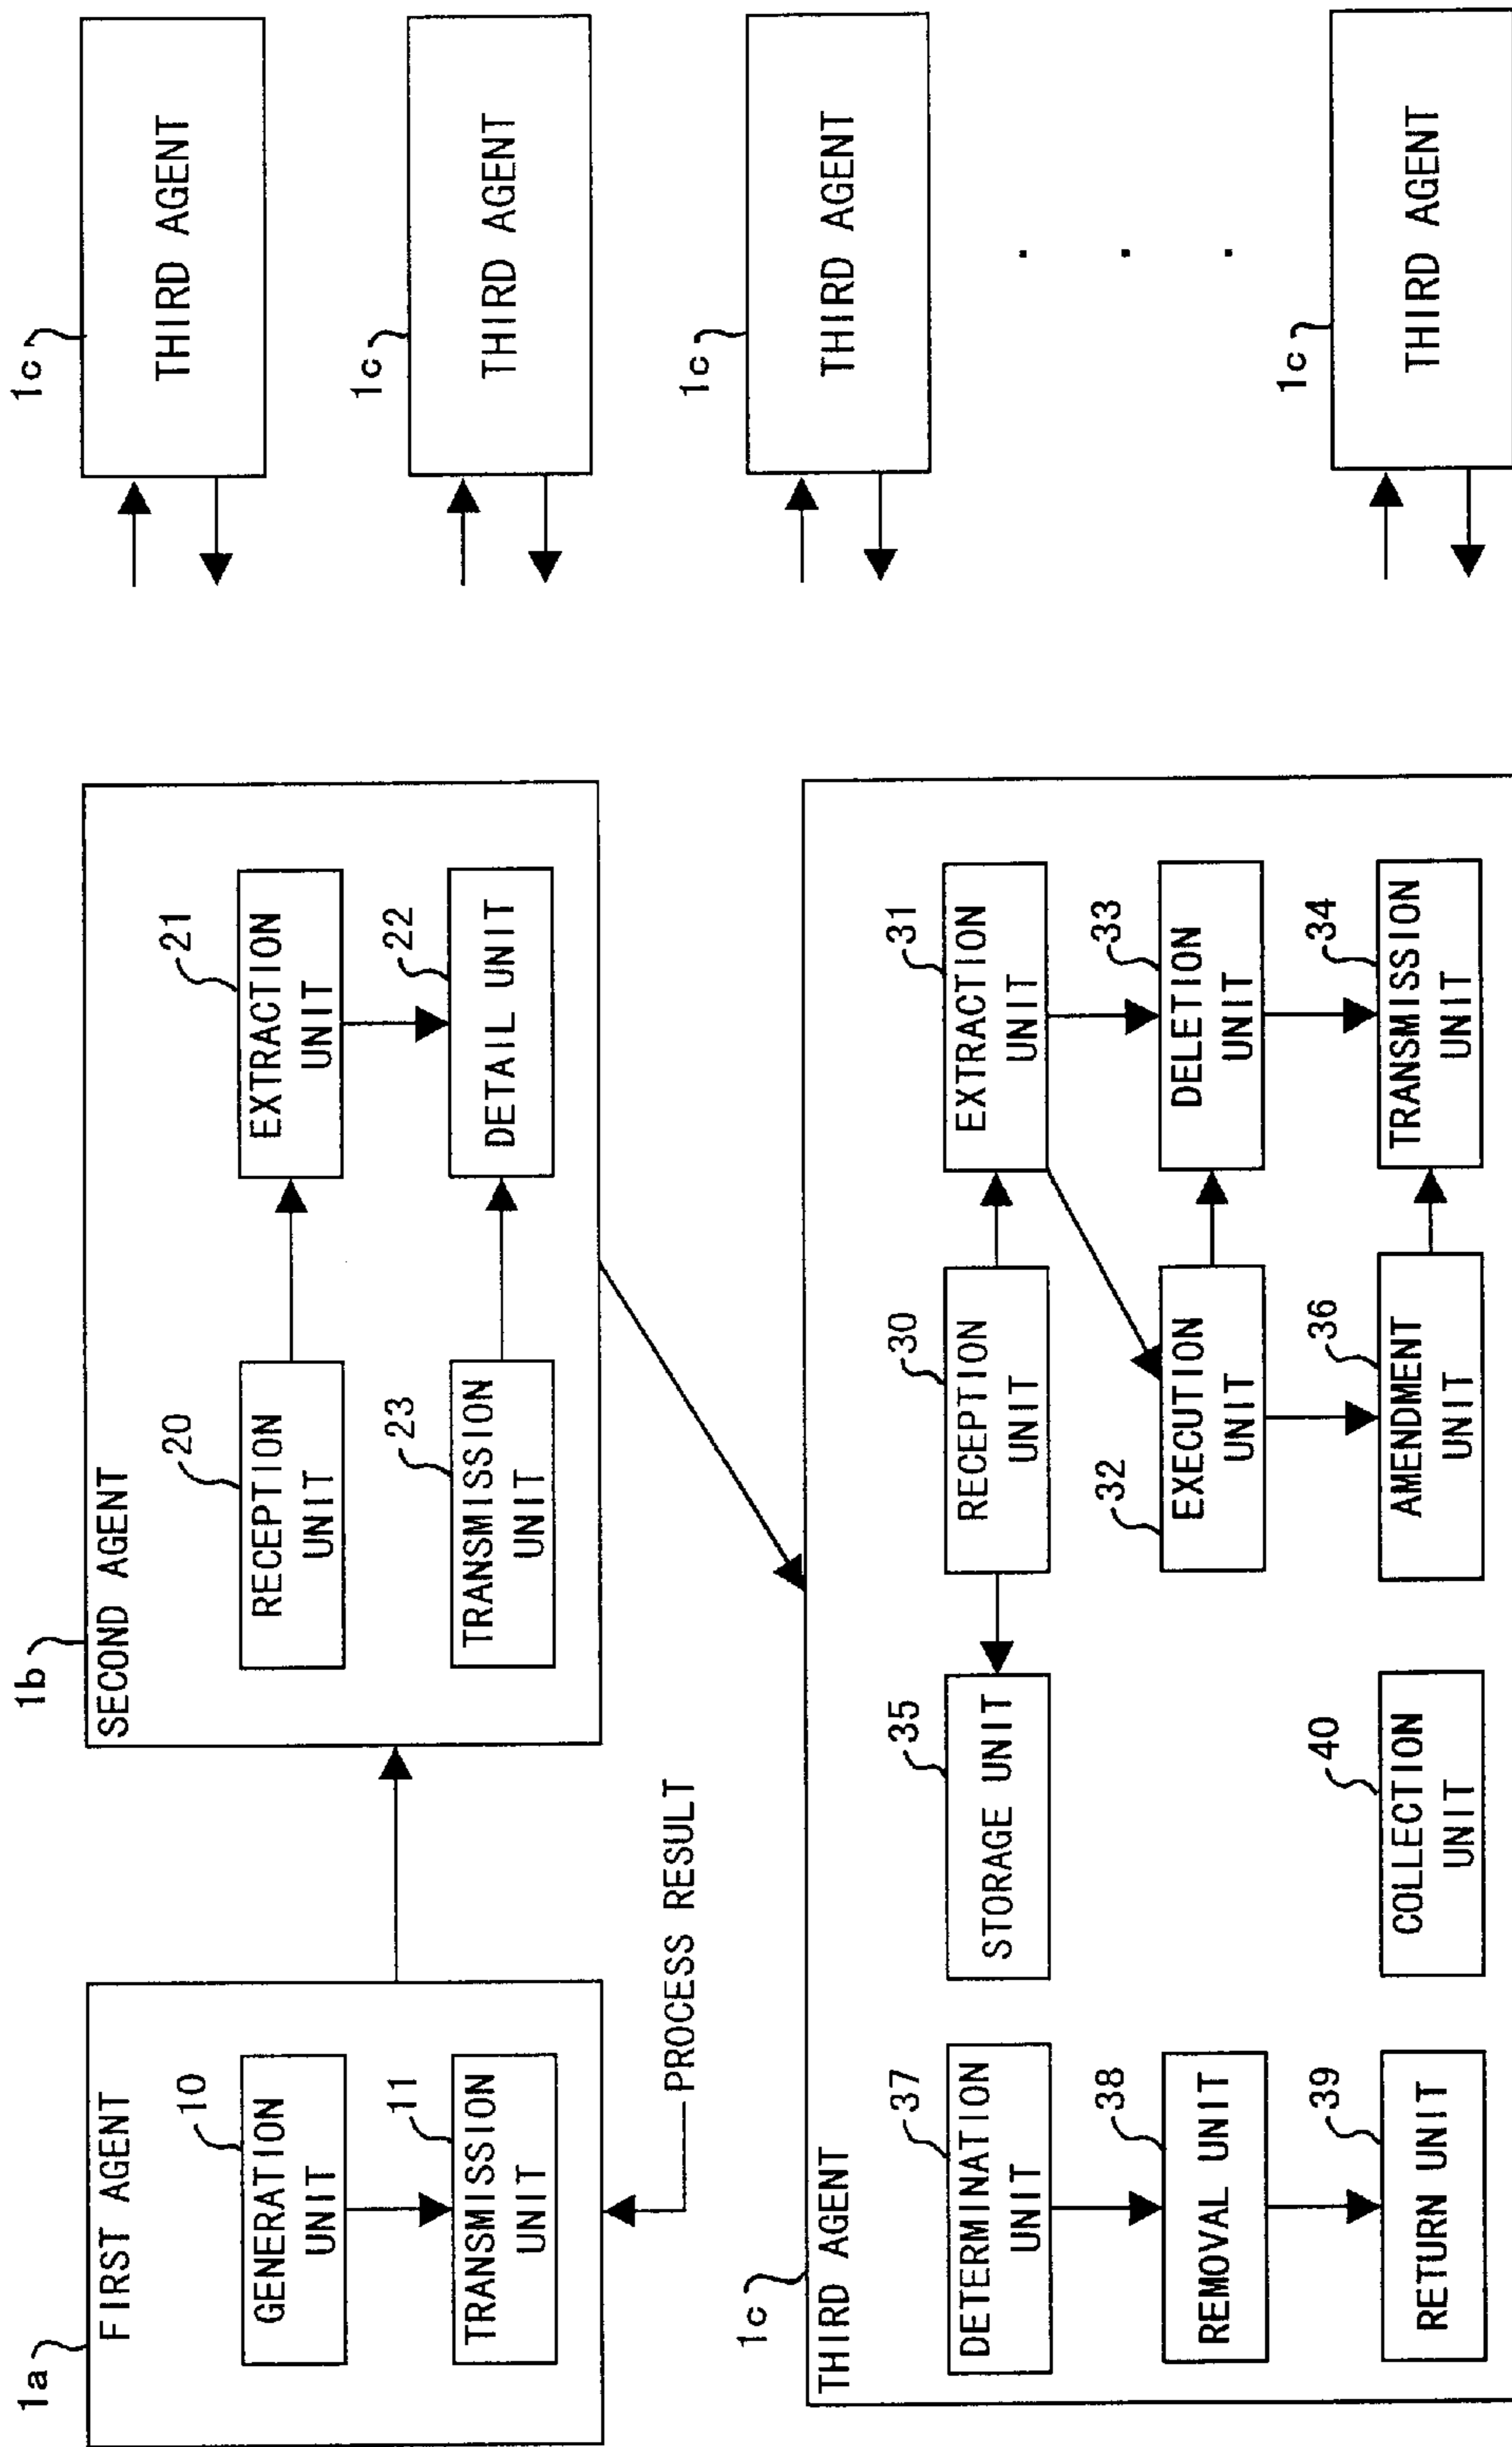 1a
FIRST AGENT
10
GENERATION
UNIT
11
TRANSMISSION
UNIT
PROCESS RESULT
1b
SECOND AGENT
20
RECEPTION
UNIT
21
EXTRACTION
UNIT
23
TRANSMISSION
UNIT
22
DETAIL UNIT
1c
THIRD AGENT
37
DETERMINATION
UNIT
35
STORAGE UNIT
30
RECEPTION
UNIT
31
EXTRACTION
UNIT
38
REMOVAL UNIT
32
EXECUTION
UNIT
33
DELETION
UNIT
39
RETURN UNIT
40
COLLECTION
UNIT
36
AMENDMENT
UNIT
34
TRANSMISSION
UNIT
1c
THIRD AGENT
1c
THIRD AGENT
1c
THIRD AGENT
. . .
1c
THIRD AGENT